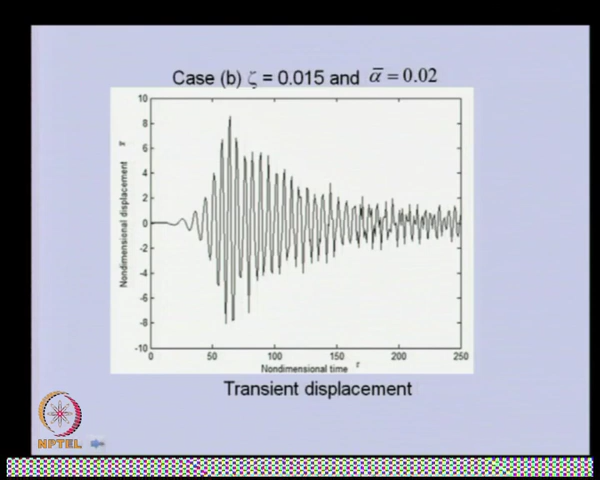 Case (b) ζ = 0.015 and ᾱ = 0.02
10
8
6
4
2
0
-2
-4
-6
-8
-10
Nondimensional displacement x̄
0 50 100 150 200 250
Nondimensional time τ
Transient displacement
NPTEL